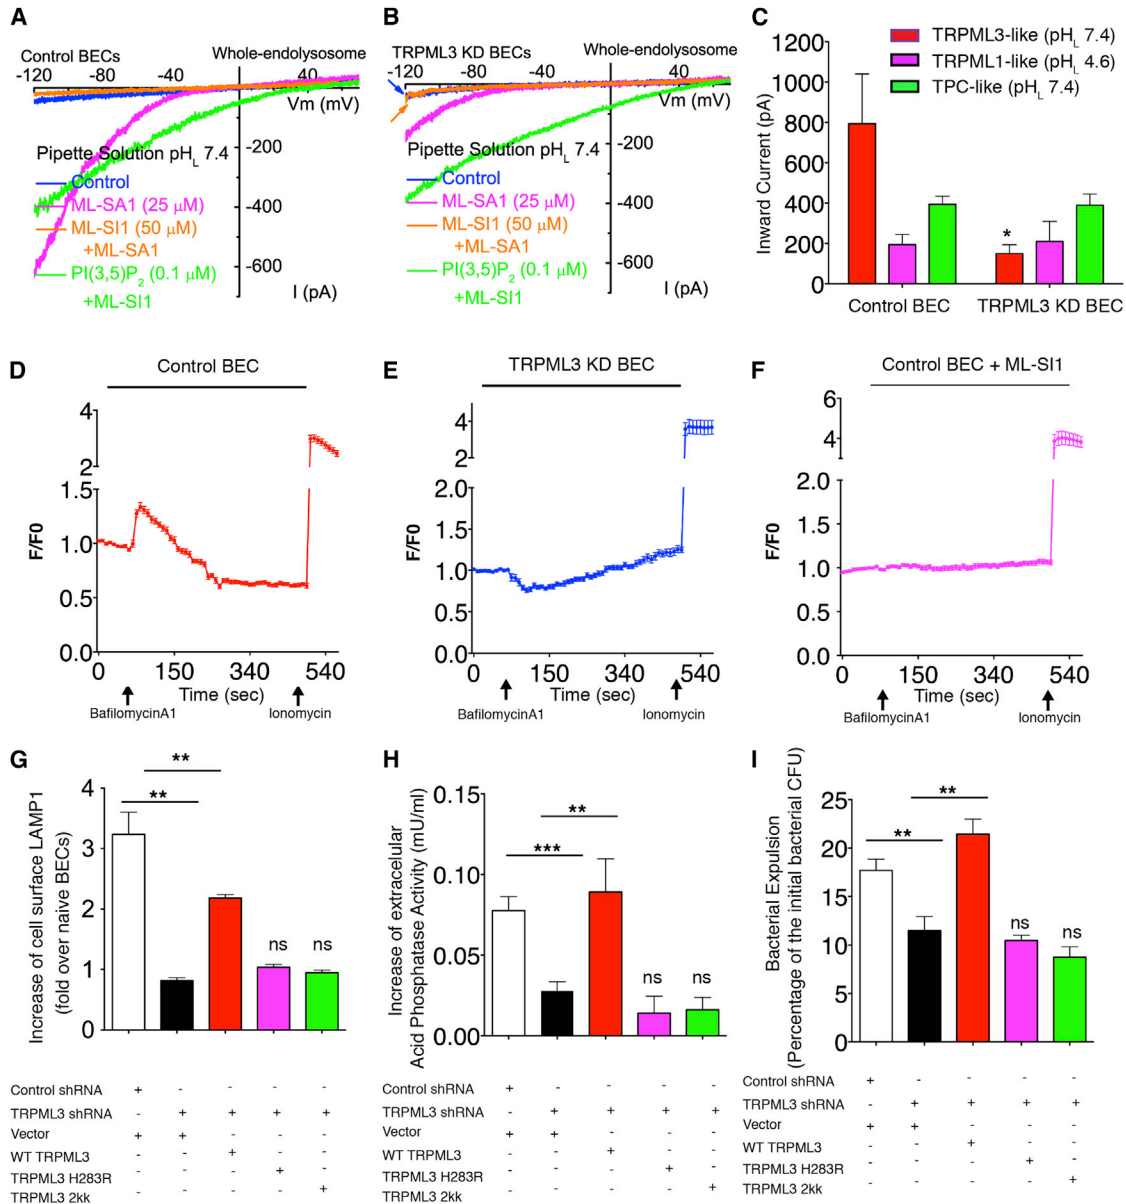 A
Control BECs
Whole-endolysosome
-120
-80
-40
40
Vm (mV)
-200
-400
-600
I (pA)
Pipette Solution pHL 7.4
Control
ML-SA1 (25 μM)
ML-SI1 (50 μM)
+ML-SA1
PI(3,5)P2 (0.1 μM)
+ML-SI1
B
TRPML3 KD BECs
Whole-endolysosome
-120
-80
-40
40
Vm (mV)
-200
-400
-600
I (pA)
Pipette Solution pHL 7.4
Control
ML-SA1 (25 μM)
ML-SI1 (50 μM)
+ML-SA1
PI(3,5)P2 (0.1 μM)
+ML-SI1
C
TRPML3-like (pHL 7.4)
TRPML1-like (pHL 4.6)
TPC-like (pHL 7.4)
Inward Current (pA)
1200
1000
800
600
400
200
0
*
Control BEC
TRPML3 KD BEC
D
Control BEC
F/F0
4
2
1.5
1.0
0.5
0.0
0
150
340
540
Time (sec)
BafilomycinA1
Ionomycin
E
TRPML3 KD BEC
F/F0
4
2
2.0
1.5
1.0
0.5
0.0
0
150
340
540
Time (sec)
BafilomycinA1
Ionomycin
F
Control BEC + ML-SI1
F/F0
6
4
2
2.0
1.5
1.0
0.5
0.0
0
150
340
540
Time (sec)
BafilomycinA1
Ionomycin
G
Increase of cell surface LAMP1
(fold over naive BECs)
4
3
2
1
0
**
**
ns
ns
Control shRNA + - - - -
TRPML3 shRNA - + + + +
Vector + + - - -
WT TRPML3 - - + - -
TRPML3 H283R - - - + -
TRPML3 2kk - - - - +
H
Increase of extracelular
Acid Phosphatase Activity (mU/ml)
0.15
0.10
0.05
0.00
**
***
ns
ns
Control shRNA + - - - -
TRPML3 shRNA - + + + +
Vector + + - - -
WT TRPML3 - - + - -
TRPML3 H283R - - - + -
TRPML3 2kk - - - - +
I
Bacterial Expulsion
(Percentage of the initial bacterial CFU)
25
20
15
10
5
0
**
**
ns
ns
Control shRNA + - - - -
TRPML3 shRNA - + + + +
Vector + + - - -
WT TRPML3 - - + - -
TRPML3 H283R - - - + -
TRPML3 2kk - - - - +